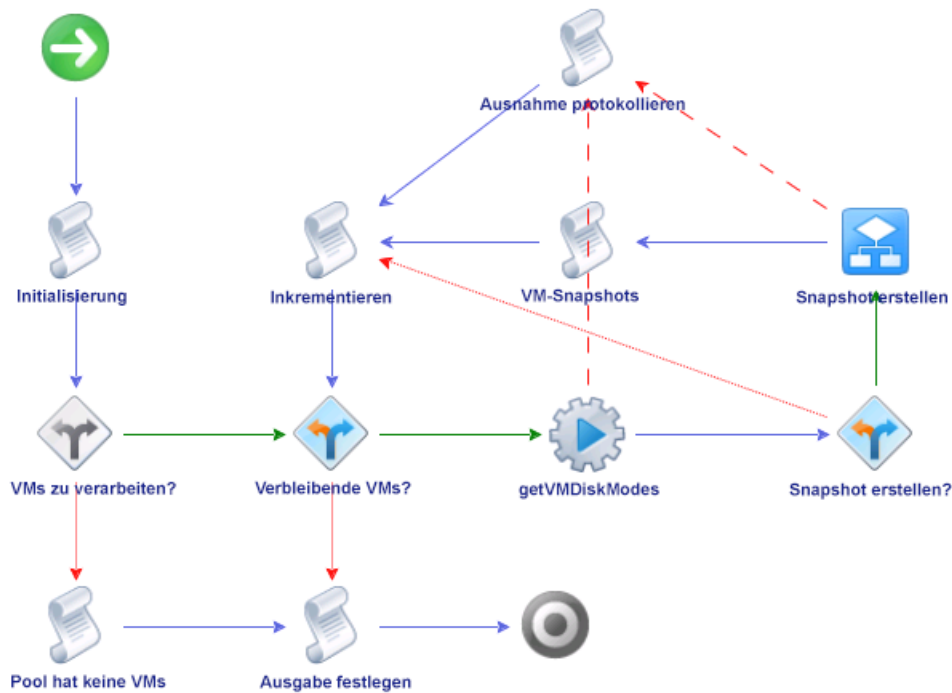 Ausnahme protokollieren
Initialisierung
Inkrementieren
VM-Snapshots
Snapshot erstellen
VMs zu verarbeiten?
Verbleibende VMs?
getVMDiskModes
Snapshot erstellen?
Pool hat keine VMs
Ausgabe festlegen